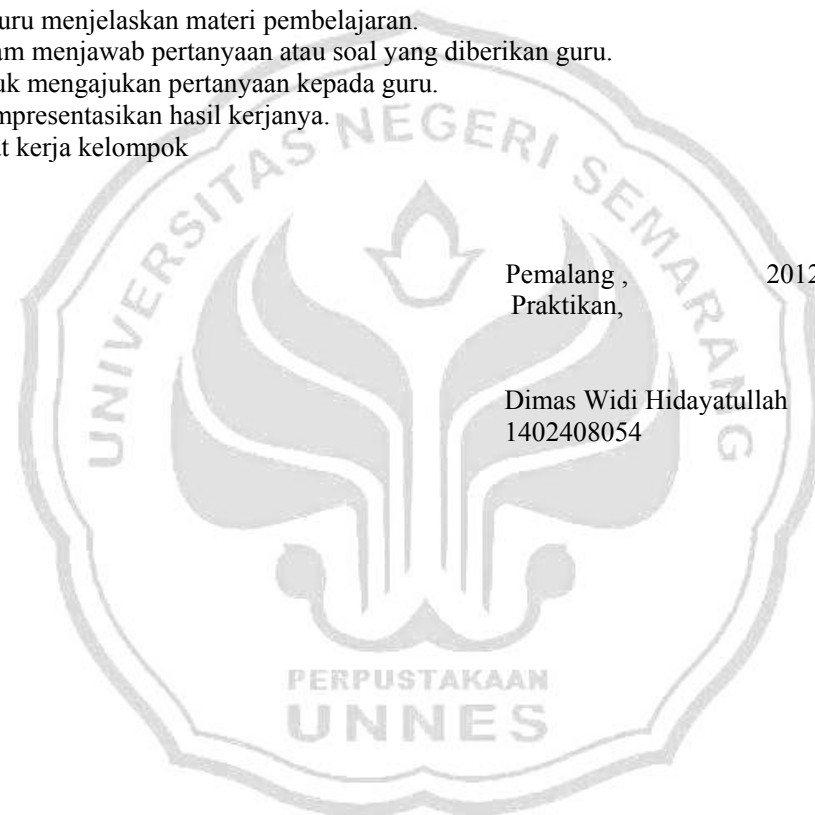 uru menjelaskan materi pembelajaran.
am menjawab pertanyaan atau soal yang diberikan guru.
uk mengajukan pertanyaan kepada guru.
mpresentasikan hasil kerjanya.
at kerja kelompok
UNIVERSITAS NEGERI SEMARANG
Pemalang , 2012
Praktikan,
Dimas Widi Hidayatullah
1402408054
PERPUSTAKAAN
UNNES